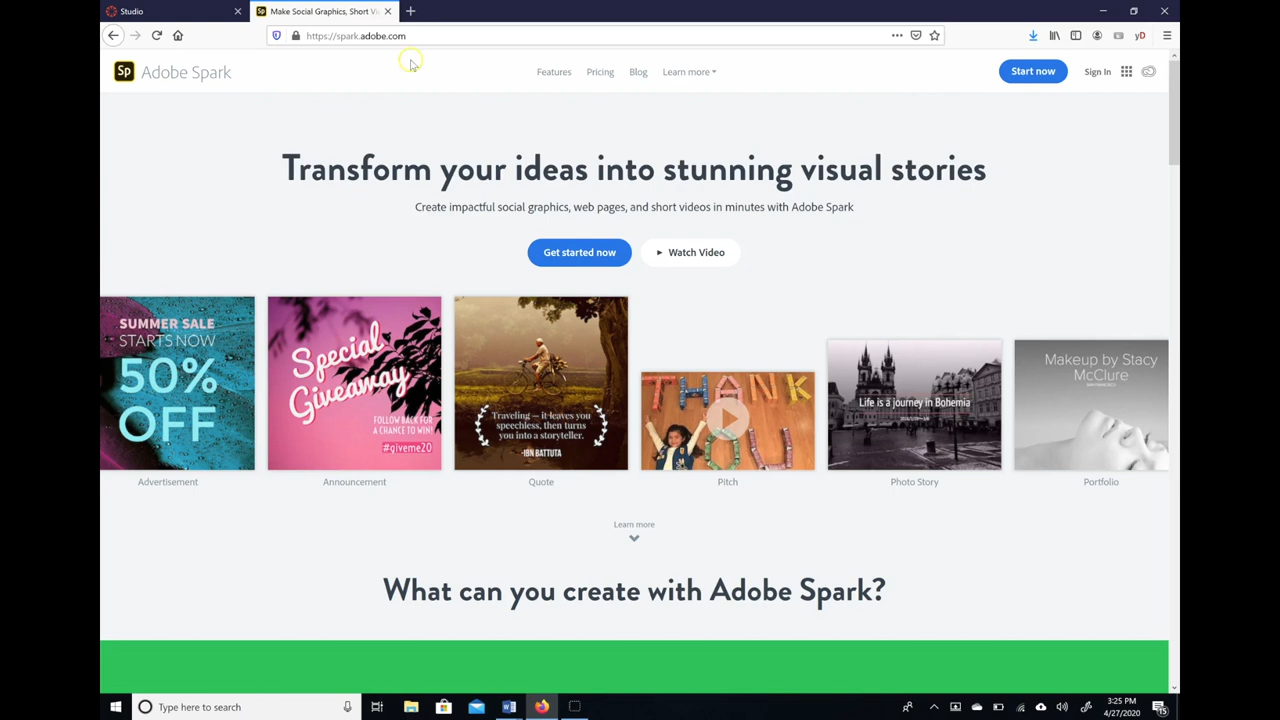 Studio
Make Social Graphics, Short Vi
https://spark.adobe.com
yD
Sp
Adobe Spark
Features
Pricing
Blog
Learn more
Start now
Sign In
Transform your ideas into stunning visual stories
Create impactful social graphics, web pages, and short videos in minutes with Adobe Spark
Get started now
Watch Video
SUMMER SALE
STARTS NOW
50%
OFF
Special
Giveaway
FOLLOW BACK FOR
A CHANCE TO WIN!
#giveme20
Traveling — it leaves you
speechless, then turns
you into a storyteller.
-IBN BATTUTA
THANK
YOU
Life is a journey in Bohemia
Makeup by Stacy
McClure
Advertisement
Announcement
Quote
Pitch
Photo Story
Portfolio
Learn more
What can you create with Adobe Spark?
Type here to search
3:25 PM
4/27/2020
15